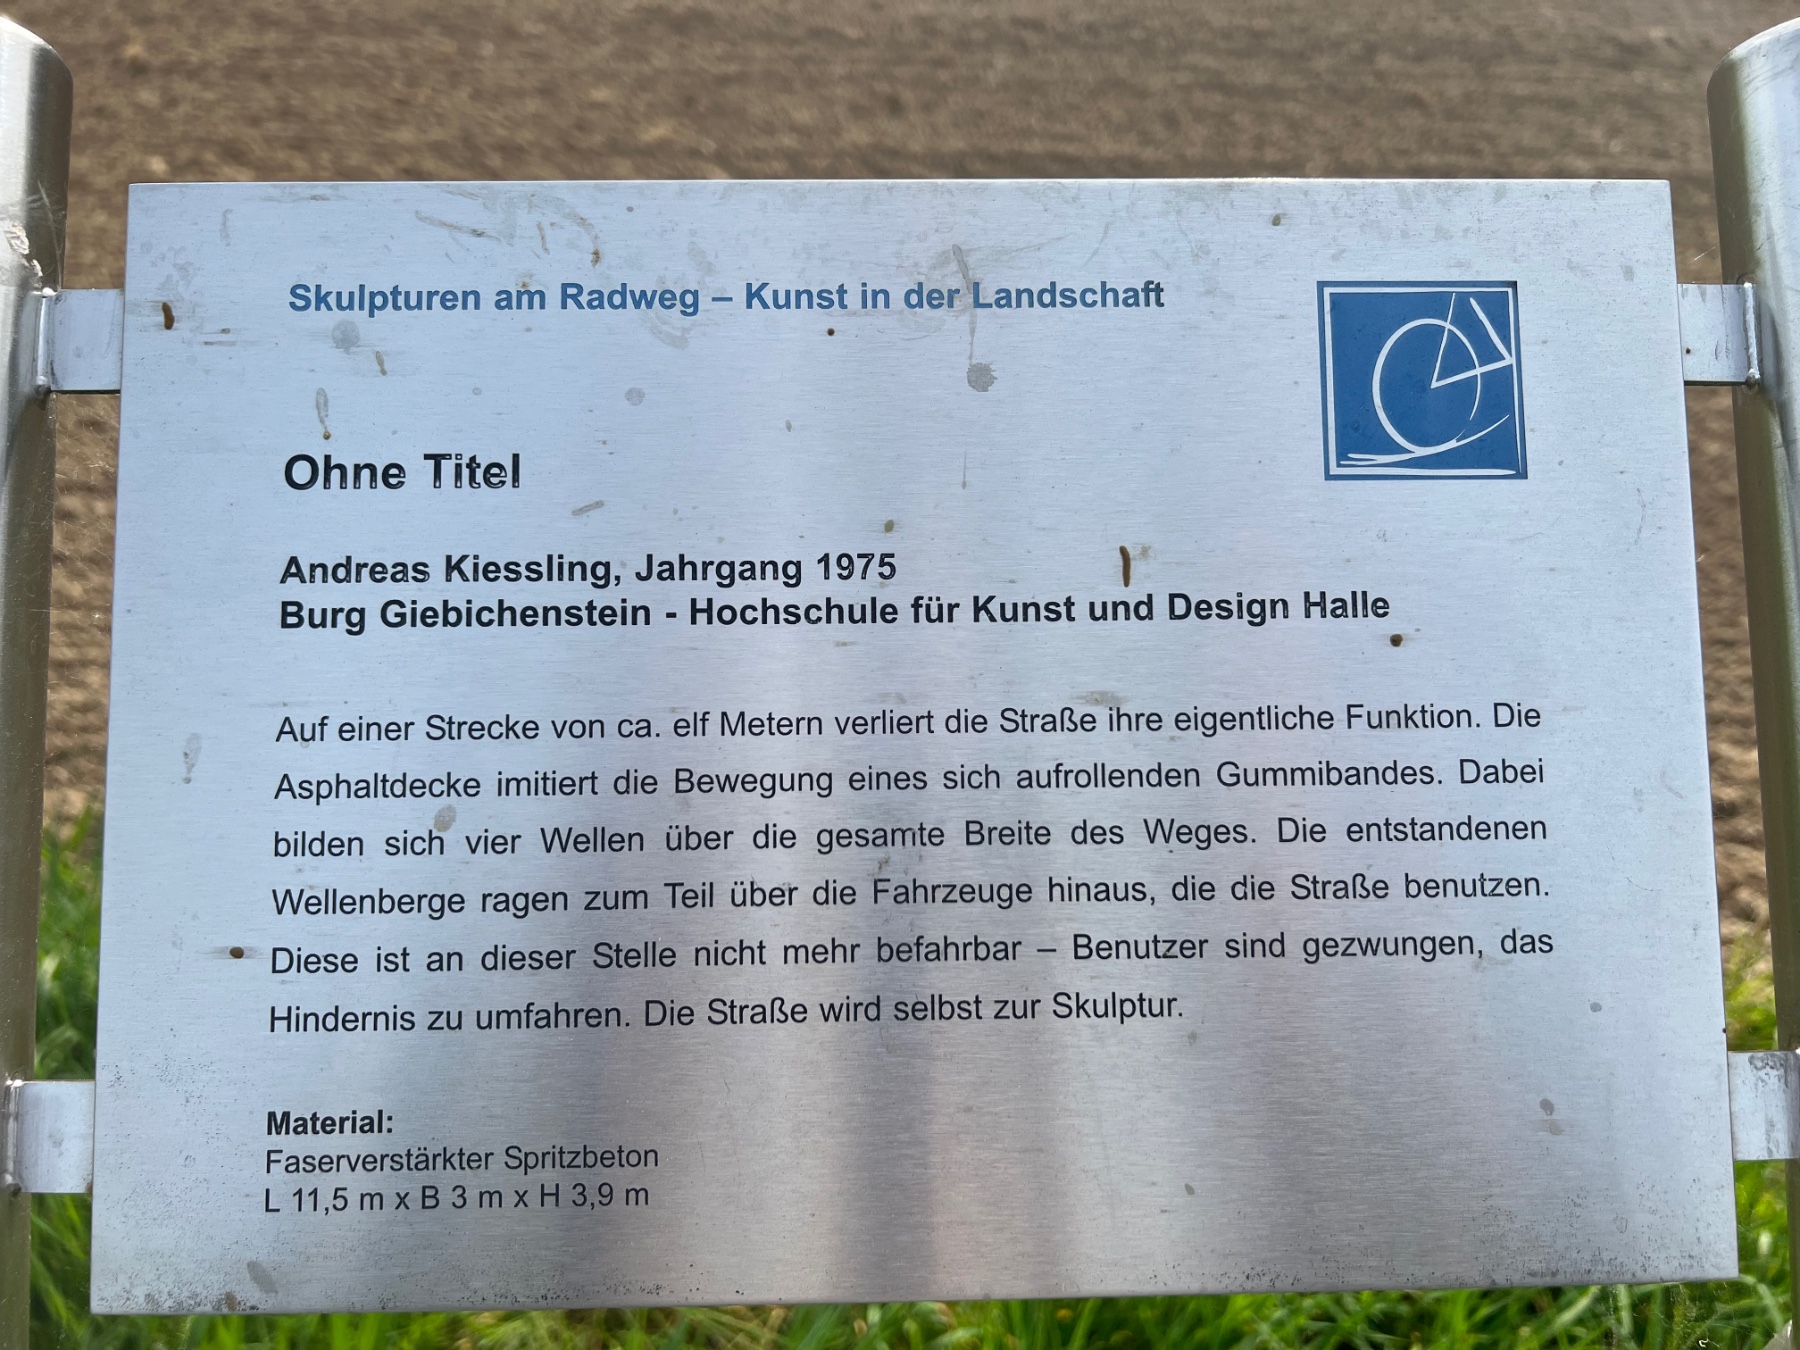 Skulpturen am Radweg – Kunst in der Landschaft
Ohne Titel
Andreas Kiessling, Jahrgang 1975
Burg Giebichenstein - Hochschule für Kunst und Design Halle
Auf einer Strecke von ca. elf Metern verliert die Straße ihre eigentliche Funktion. Die
Asphaltdecke imitiert die Bewegung eines sich aufrollenden Gummibandes. Dabei
bilden sich vier Wellen über die gesamte Breite des Weges. Die entstandenen
Wellenberge ragen zum Teil über die Fahrzeuge hinaus, die die Straße benutzen.
Diese ist an dieser Stelle nicht mehr befahrbar – Benutzer sind gezwungen, das
Hindernis zu umfahren. Die Straße wird selbst zur Skulptur.
Material:
Faserverstärkter Spritzbeton
L 11,5 m x B 3 m x H 3,9 m